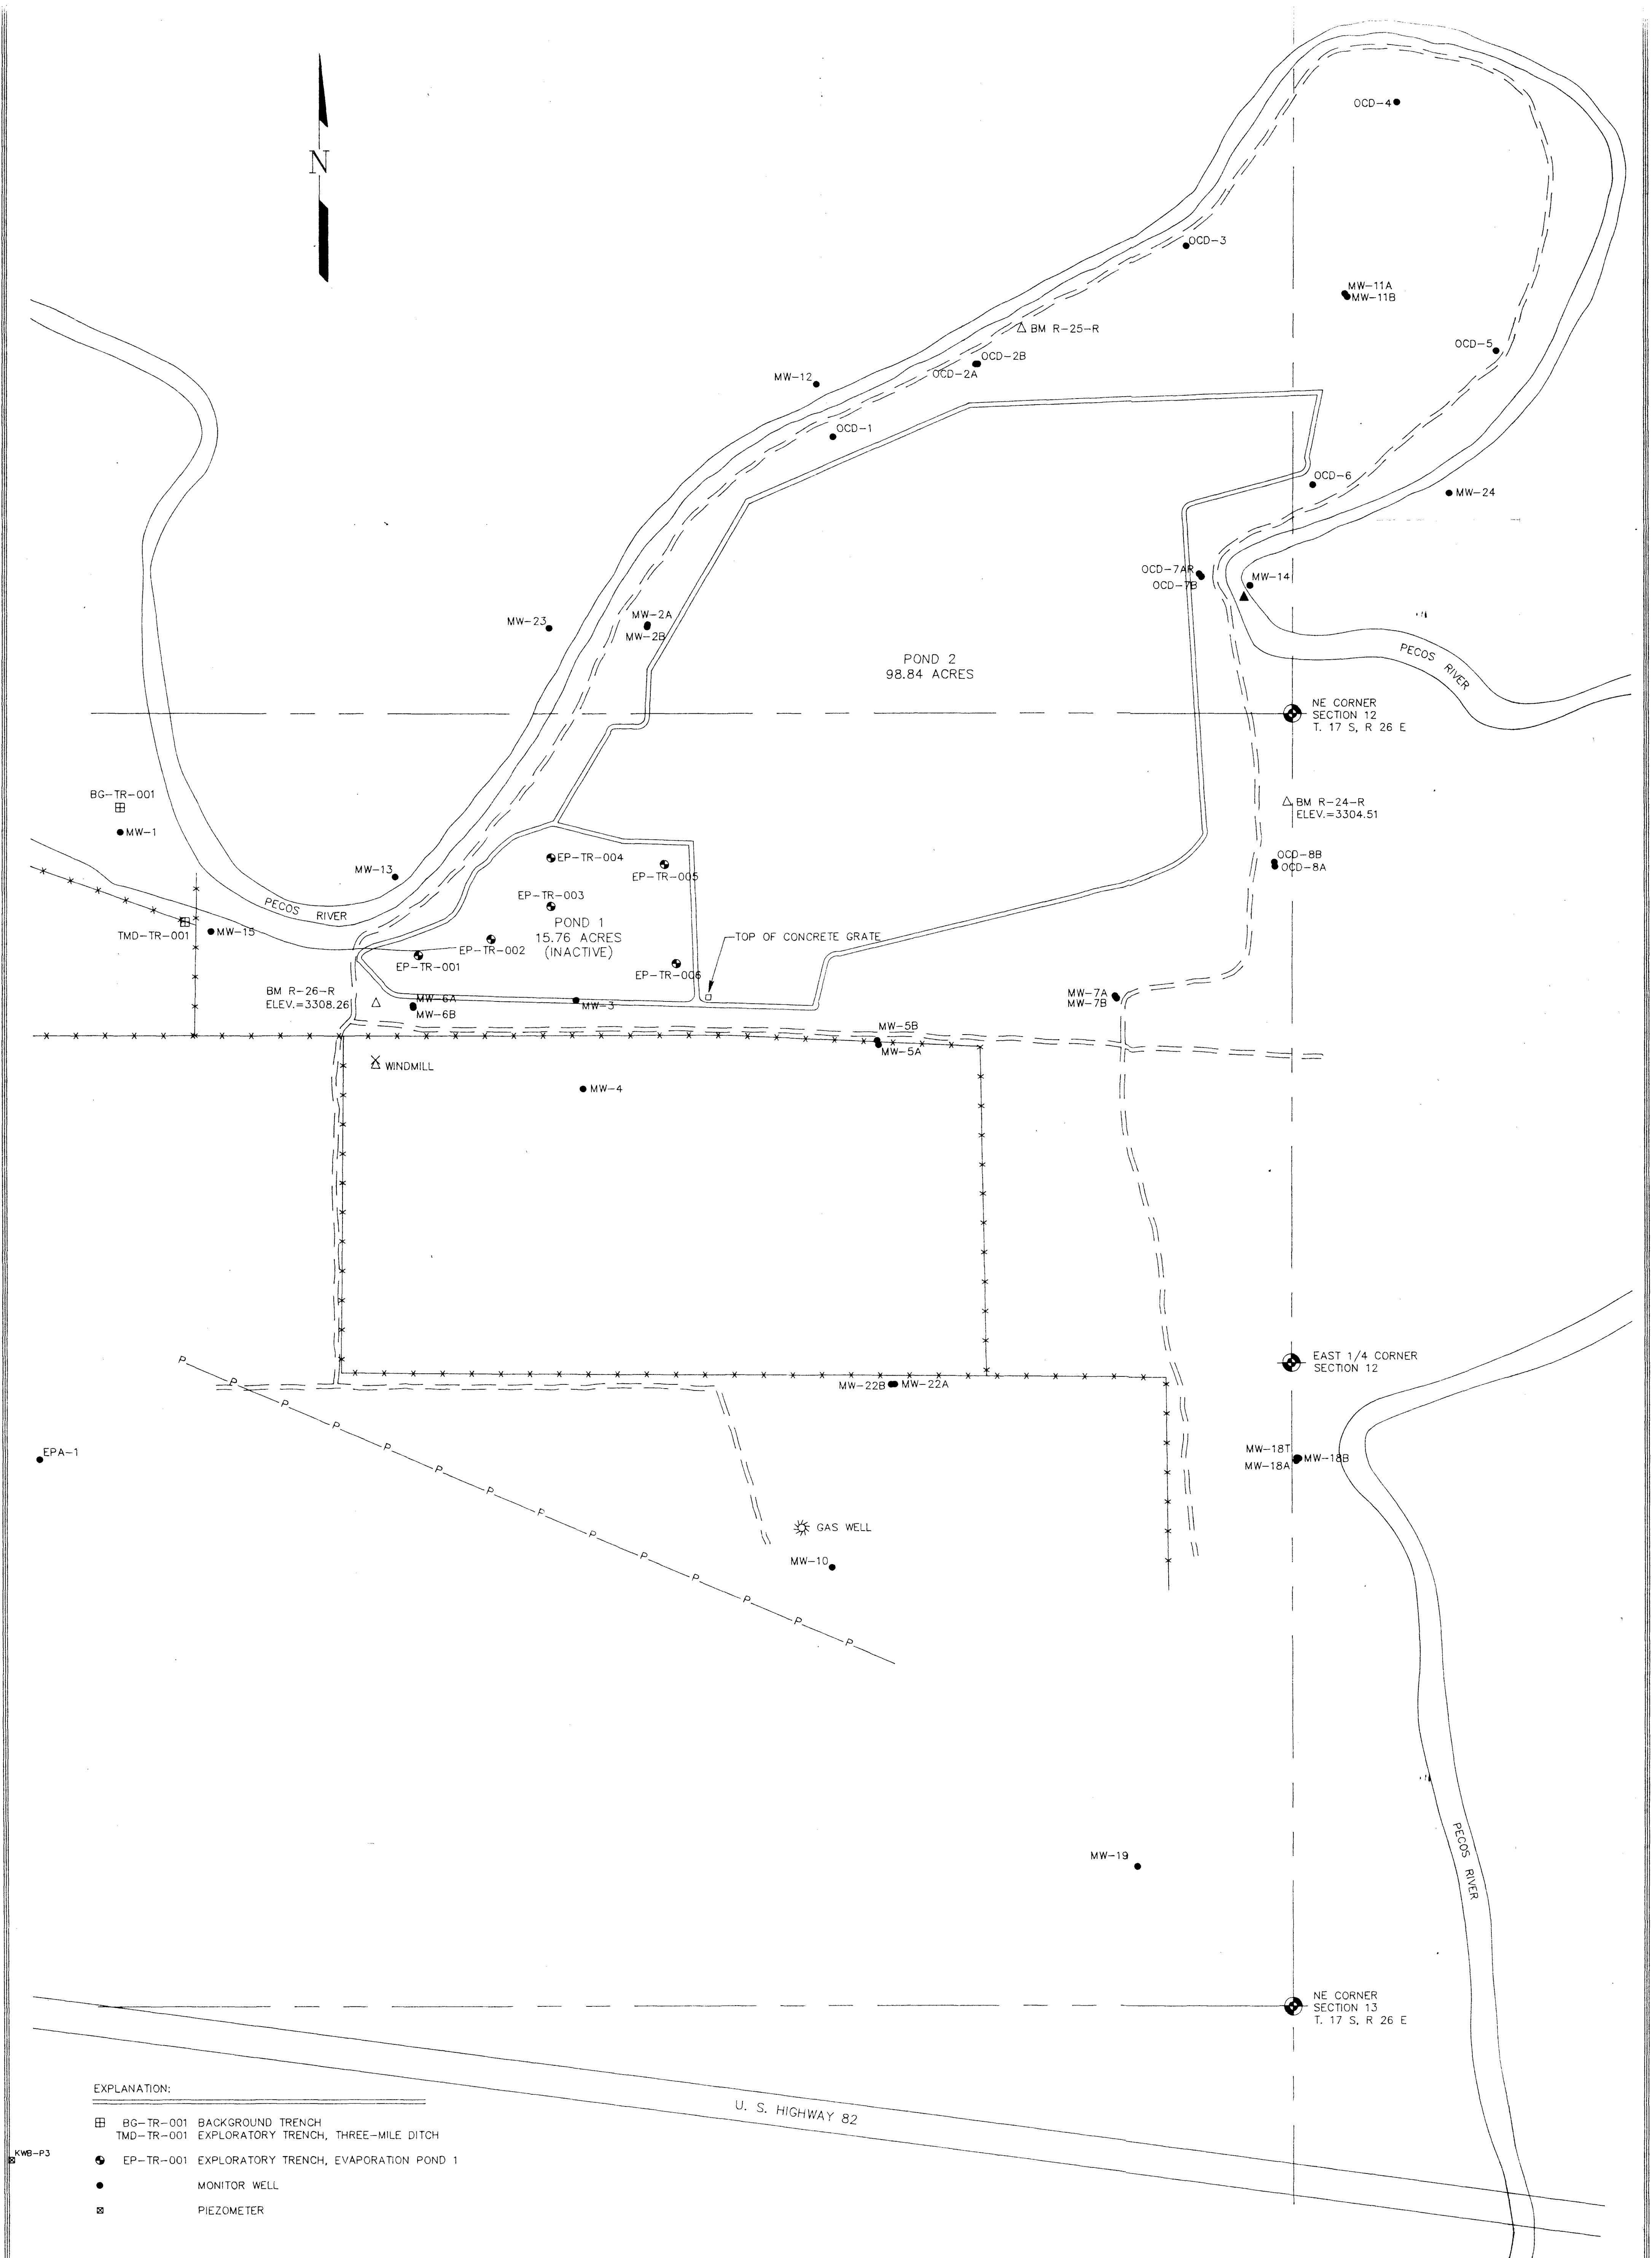 N
OCD-4
OCD-3
MW-11A
MW-11B
BM R-25-R
OCD-5
OCD-2B
OCD-2A
MW-12
OCD-1
OCD-6
MW-24
OCD-7AR
OCD-7B
MW-14
MW-23
MW-2A
MW-2B
POND 2
98.84 ACRES
PECOS RIVER
NE CORNER
SECTION 12
T. 17 S, R 26 E
BG-TR-001
MW-1
BM R-24-R
ELEV.=3304.51
MW-13
EP-TR-004
EP-TR-005
OCD-8B
OCD-8A
PECOS RIVER
EP-TR-003
TMD-TR-001
MW-15
POND 1
15.76 ACRES
(INACTIVE)
EP-TR-002
EP-TR-001
TOP OF CONCRETE GRATE
EP-TR-006
BM R-26-R
ELEV.=3308.26
MW-6A
MW-6B
MW-3
MW-7A
MW-7B
MW-5B
MW-5A
WINDMILL
MW-4
EAST 1/4 CORNER
SECTION 12
MW-22B
MW-22A
P
P
P
P
P
P
P
P
P
P
P
P
P
P
EPA-1
MW-18T
MW-18A
MW-18B
GAS WELL
MW-10
PECOS RIVER
MW-19
NE CORNER
SECTION 13
T. 17 S, R 26 E
U. S. HIGHWAY 82
EXPLANATION:
BG-TR-001 BACKGROUND TRENCH
TMD-TR-001 EXPLORATORY TRENCH, THREE-MILE DITCH
KWB-P3
EP-TR-001 EXPLORATORY TRENCH, EVAPORATION POND 1
MONITOR WELL
PIEZOMETER